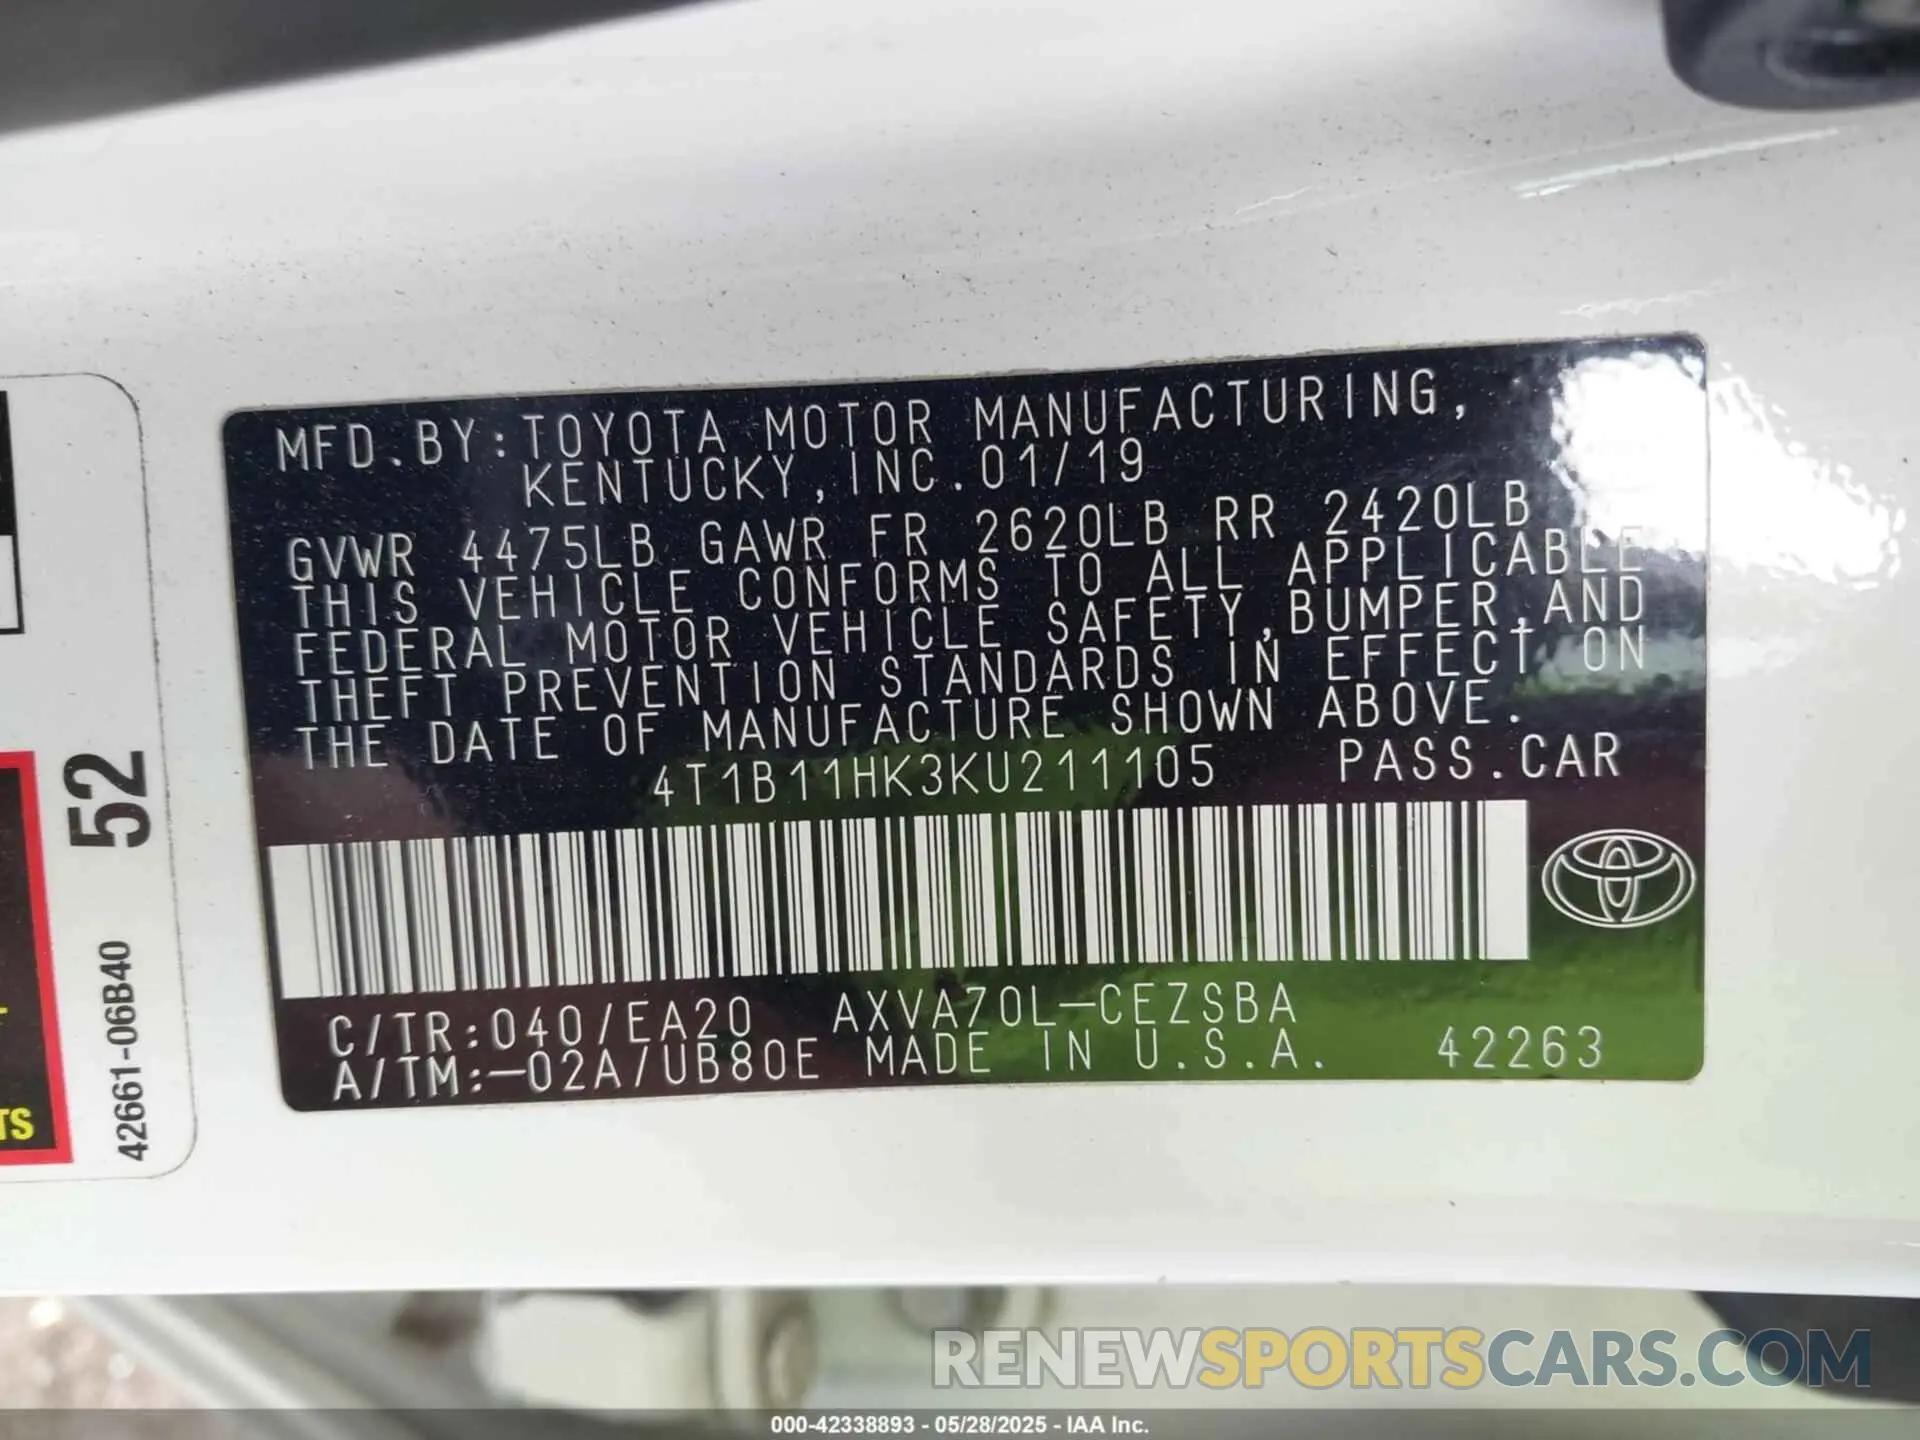 MFD.BY:TOYOTA MOTOR MANUFACTURING,
KENTUCKY,INC.01/19
GVWR 4475LB GAWR FR 2620LB RR 2420LB
THIS VEHICLE CONFORMS TO ALL APPLICABLE
FEDERAL MOTOR VEHICLE SAFETY,BUMPER,AND
THEFT PREVENTION STANDARDS IN EFFECT ON
THE DATE OF MANUFACTURE SHOWN ABOVE.
4T1B11HK3KU211105 PASS.CAR
C/TR:040/EA20 AXVA70L-CEZSBA
A/TM:-02A/UB80E MADE IN U.S.A. 42263
52
42661-06B40
TS
RENEWSPORTSCARS.COM
000-42338893 - 05/28/2025 - IAA Inc.